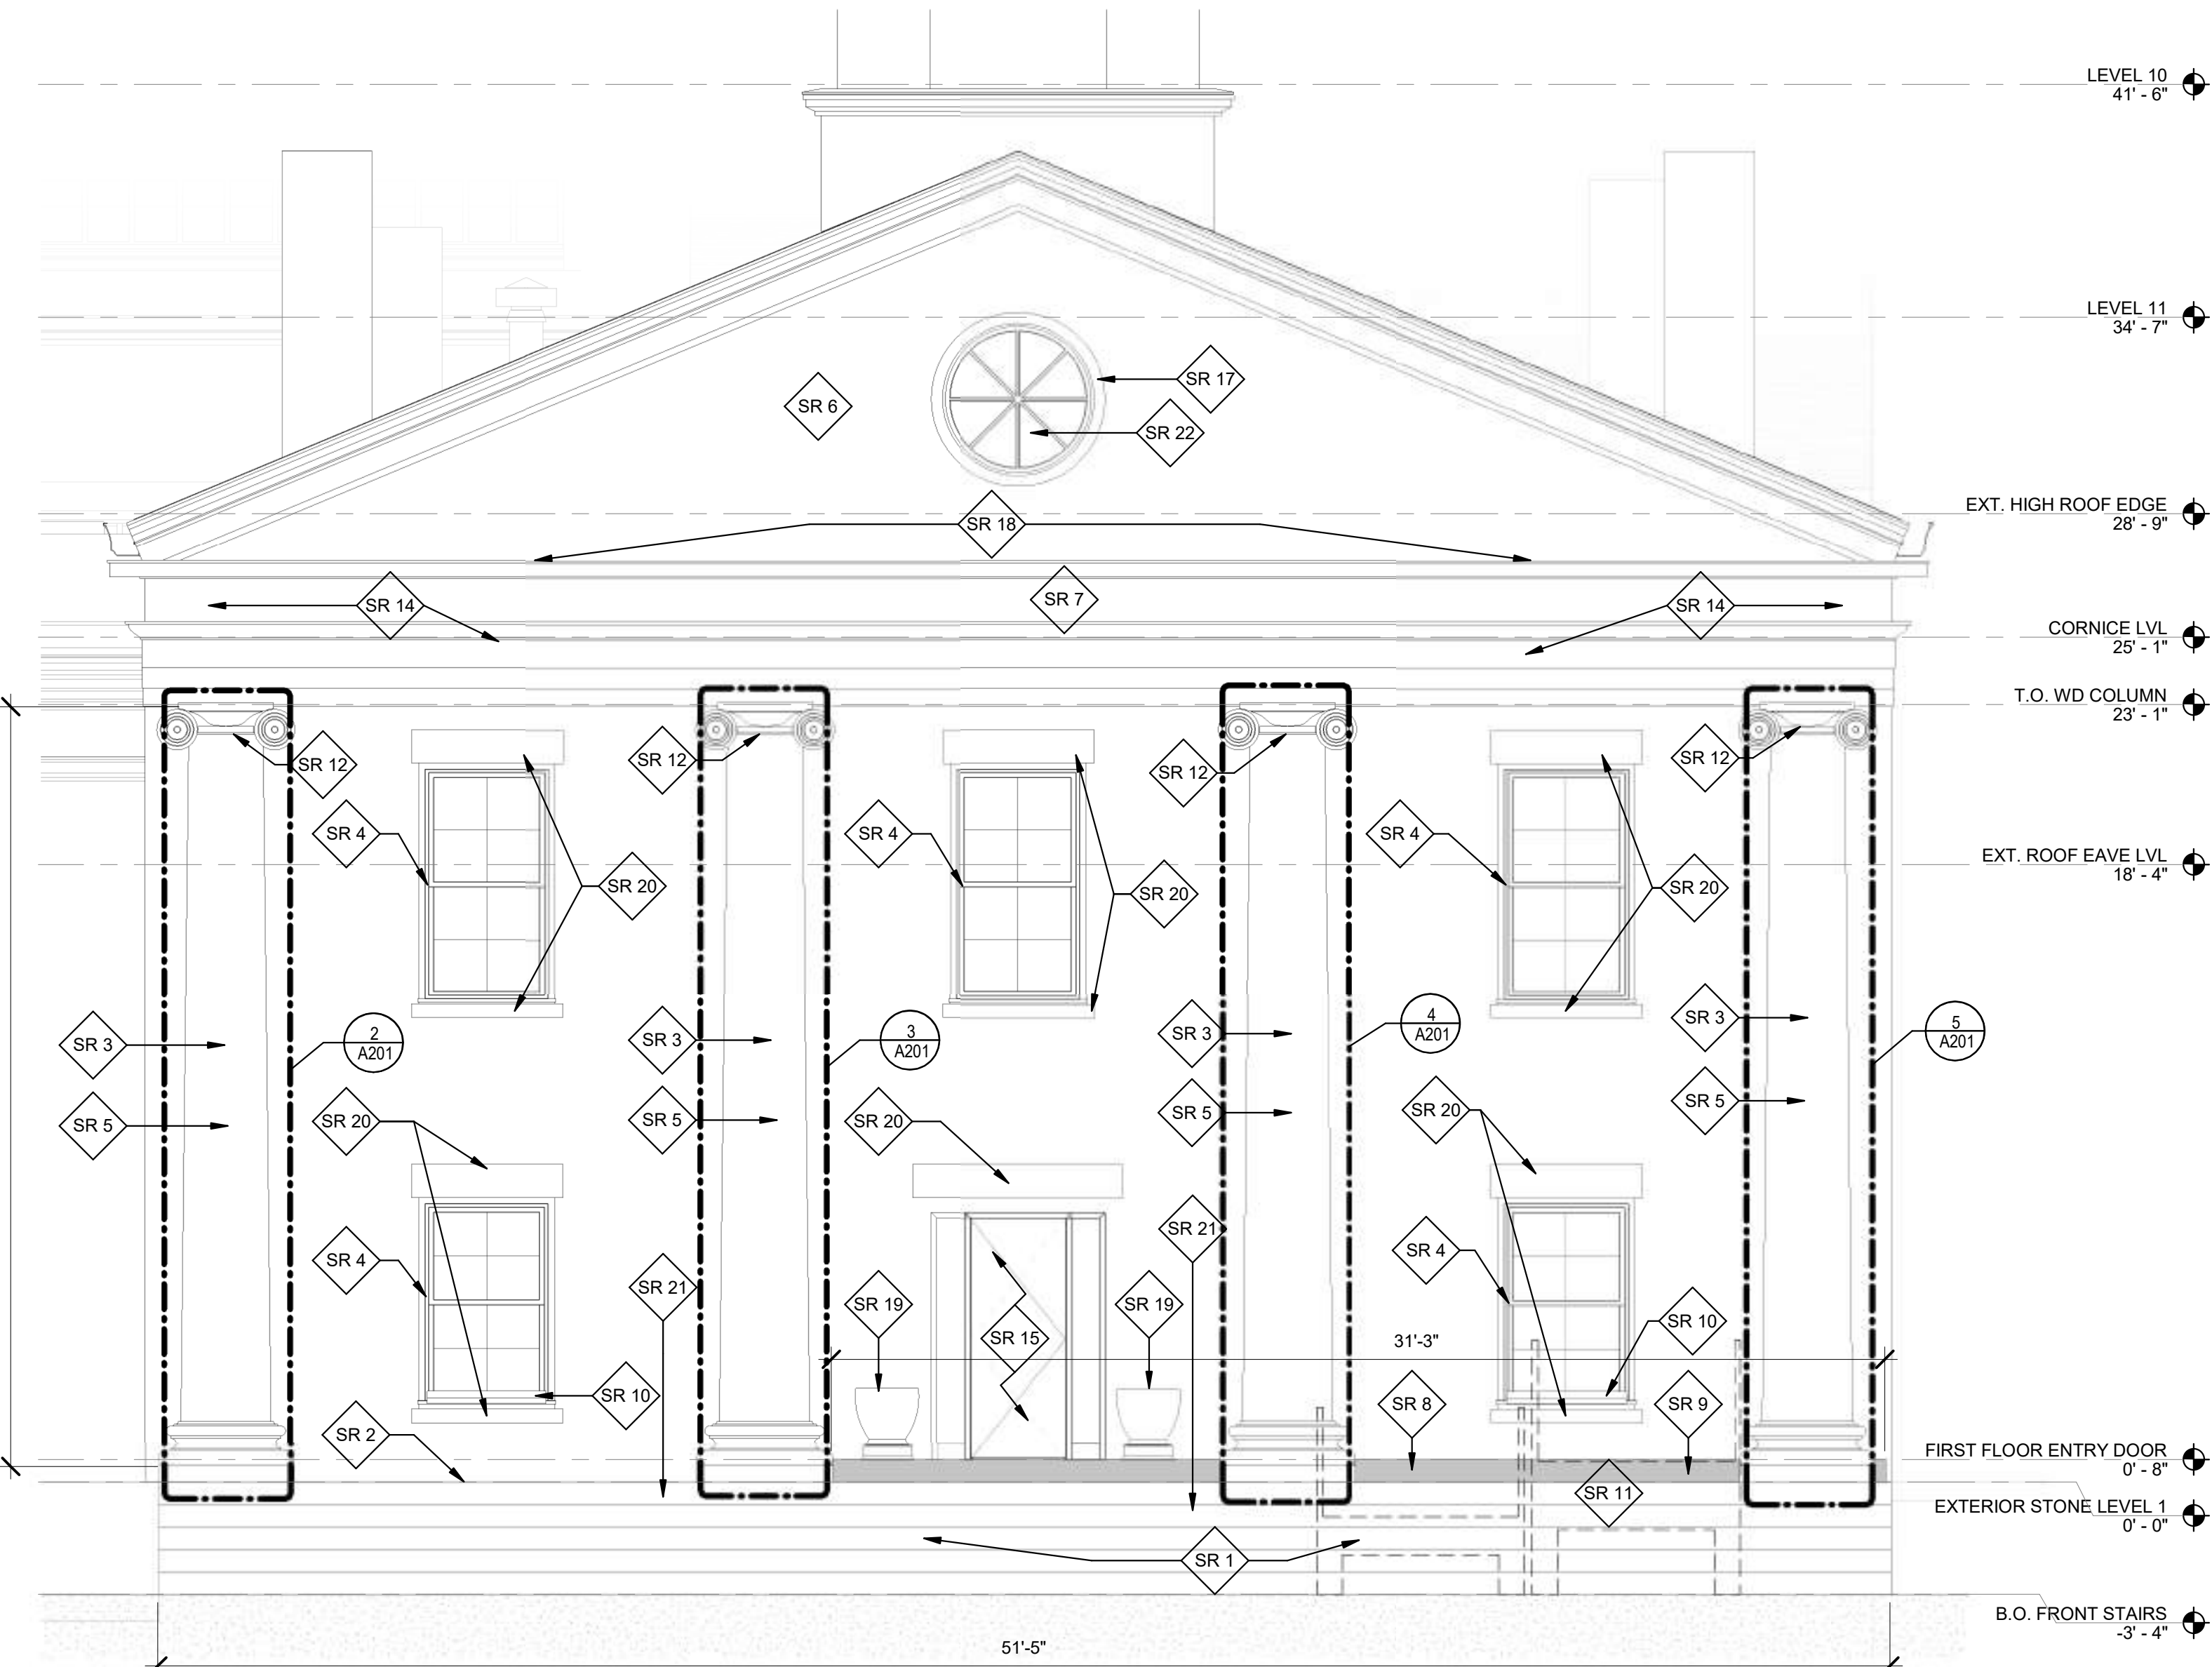 LEVEL 10
41' - 6"
LEVEL 11
34' - 7"
SR 17
SR 6
SR 22
EXT. HIGH ROOF EDGE
28' - 9"
SR 18
SR 14
SR 7
SR 14
CORNICE LVL
25' - 1"
T.O. WD COLUMN
23' - 1"
SR 12
SR 12
SR 12
SR 12
SR 4
SR 4
SR 4
EXT. ROOF EAVE LVL
18' - 4"
SR 20
SR 20
SR 20
SR 3
2
A201
SR 3
3
A201
SR 3
4
A201
SR 3
5
A201
SR 5
SR 5
SR 5
SR 5
SR 20
SR 20
SR 20
SR 21
SR 4
SR 4
SR 21
SR 19
SR 19
SR 15
31'-3"
SR 10
SR 10
SR 8
SR 9
SR 2
FIRST FLOOR ENTRY DOOR
0' - 8"
SR 11
EXTERIOR STONE LEVEL 1
0' - 0"
SR 1
B.O. FRONT STAIRS
-3' - 4"
51'-5"